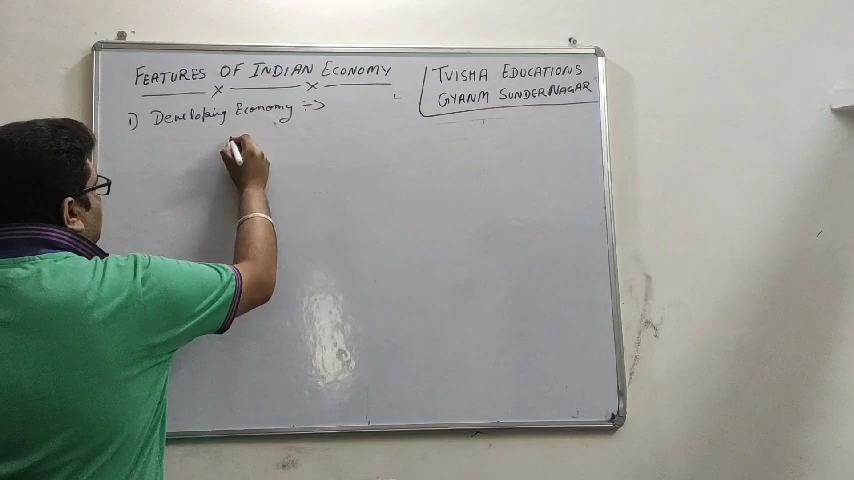 FEATURES OF INDIAN ECONOMY
TVISHA EDUCATIONS
GYANM SUNDERNAGAR
1) Developing Economy :->